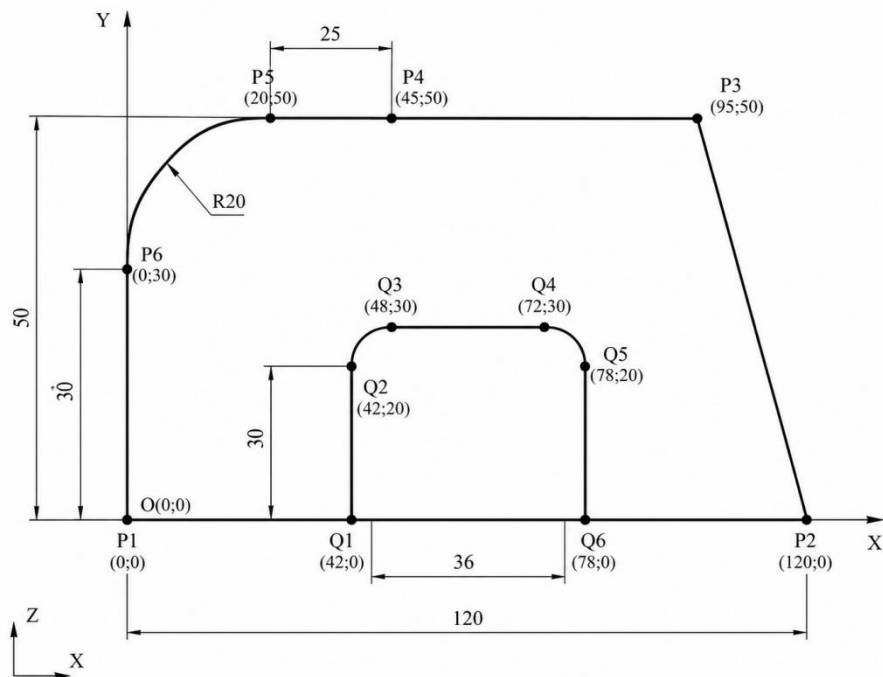 Y
25
P5
(20;50)
P4
(45;50)
P3
(95;50)
R20
P6
(0;30)
50
Q3
(48;30)
Q4
(72;30)
Q5
(78;20)
Q2
(42;20)
30
30
O(0;0)
X
P1
(0;0)
Q1
(42;0)
36
Q6
(78;0)
P2
(120;0)
Z
120
X